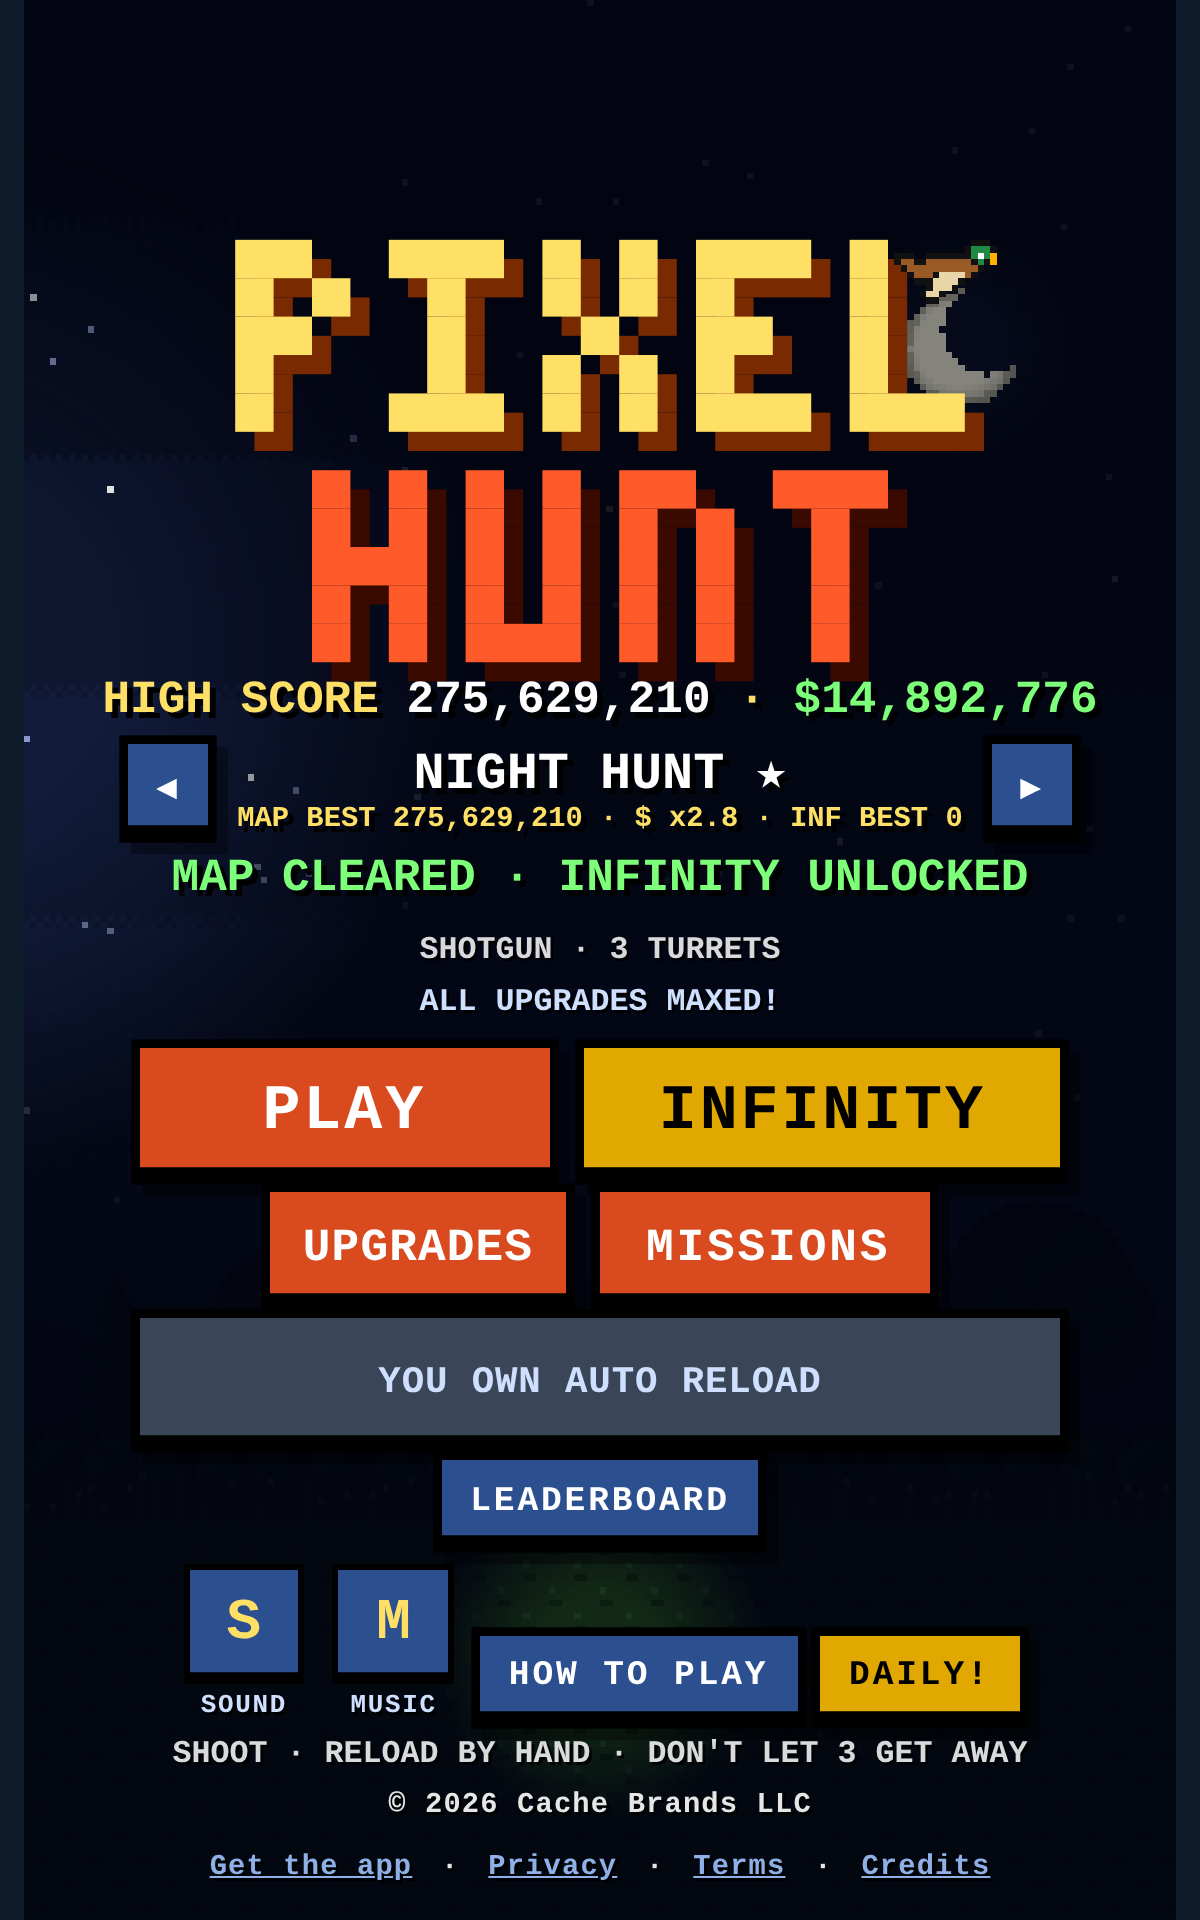 PIXEL
HUNT
HIGH SCORE 275,629,210 · $14,892,776
◀ NIGHT HUNT ★ ▶
MAP BEST 275,629,210 · $ x2.8 · INF BEST 0
MAP CLEARED · INFINITY UNLOCKED
SHOTGUN · 3 TURRETS
ALL UPGRADES MAXED!
PLAY INFINITY
UPGRADES MISSIONS
YOU OWN AUTO RELOAD
LEADERBOARD
S M
HOW TO PLAY DAILY!
SOUND MUSIC
SHOOT · RELOAD BY HAND · DON'T LET 3 GET AWAY
© 2026 Cache Brands LLC
Get the app · Privacy · Terms · Credits